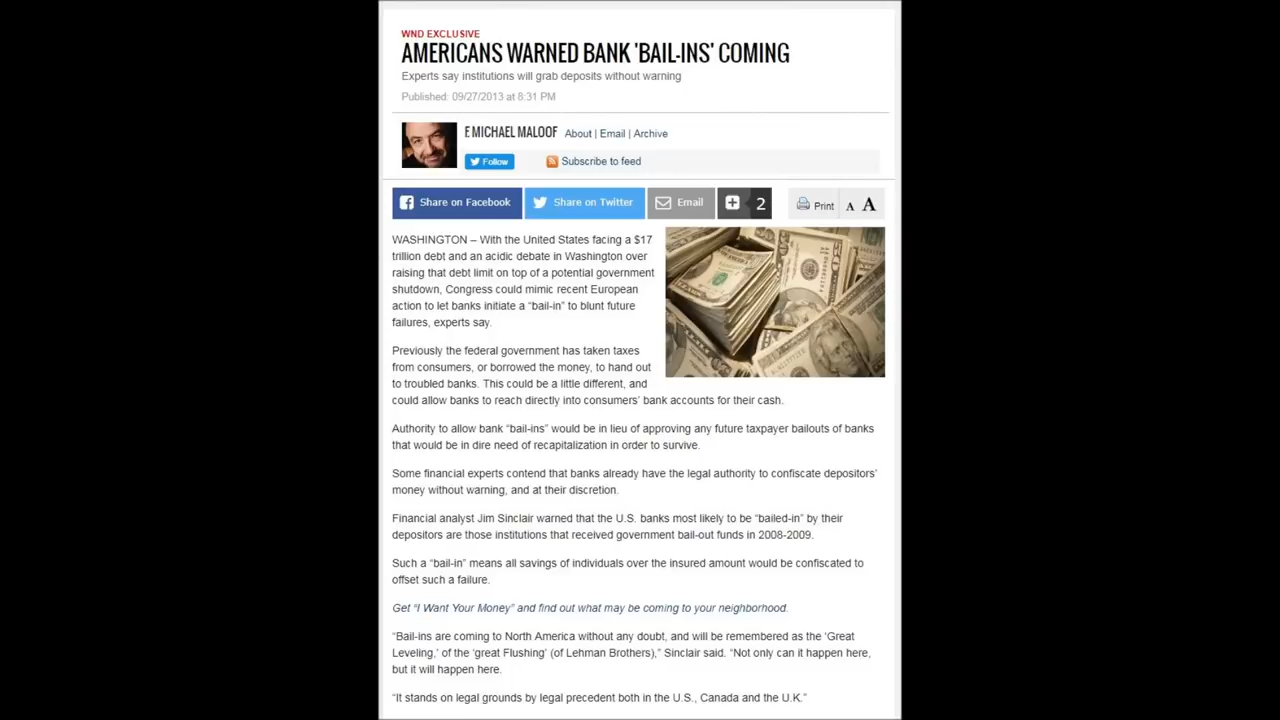 WND EXCLUSIVE
AMERICANS WARNED BANK 'BAIL-INS' COMING
Experts say institutions will grab deposits without warning
Published: 09/27/2013 at 8:31 PM
F. MICHAEL MALOOF About | Email | Archive
Follow Subscribe to feed
Share on Facebook Share on Twitter Email 2 Print A A
WASHINGTON – With the United States facing a $17
trillion debt and an acidic debate in Washington over
raising that debt limit on top of a potential government
shutdown, Congress could mimic recent European
action to let banks initiate a “bail-in” to blunt future
failures, experts say.
Previously the federal government has taken taxes
from consumers, or borrowed the money, to hand out
to troubled banks. This could be a little different, and
could allow banks to reach directly into consumers’ bank accounts for their cash.
Authority to allow bank “bail-ins” would be in lieu of approving any future taxpayer bailouts of banks
that would be in dire need of recapitalization in order to survive.
Some financial experts contend that banks already have the legal authority to confiscate depositors’
money without warning, and at their discretion.
Financial analyst Jim Sinclair warned that the U.S. banks most likely to be “bailed-in” by their
depositors are those institutions that received government bail-out funds in 2008-2009.
Such a “bail-in” means all savings of individuals over the insured amount would be confiscated to
offset such a failure.
Get “I Want Your Money” and find out what may be coming to your neighborhood.
“Bail-ins are coming to North America without any doubt, and will be remembered as the ‘Great
Leveling,’ of the ‘great Flushing’ (of Lehman Brothers),” Sinclair said. “Not only can it happen here,
but it will happen here.
“It stands on legal grounds by legal precedent both in the U.S., Canada and the U.K.”